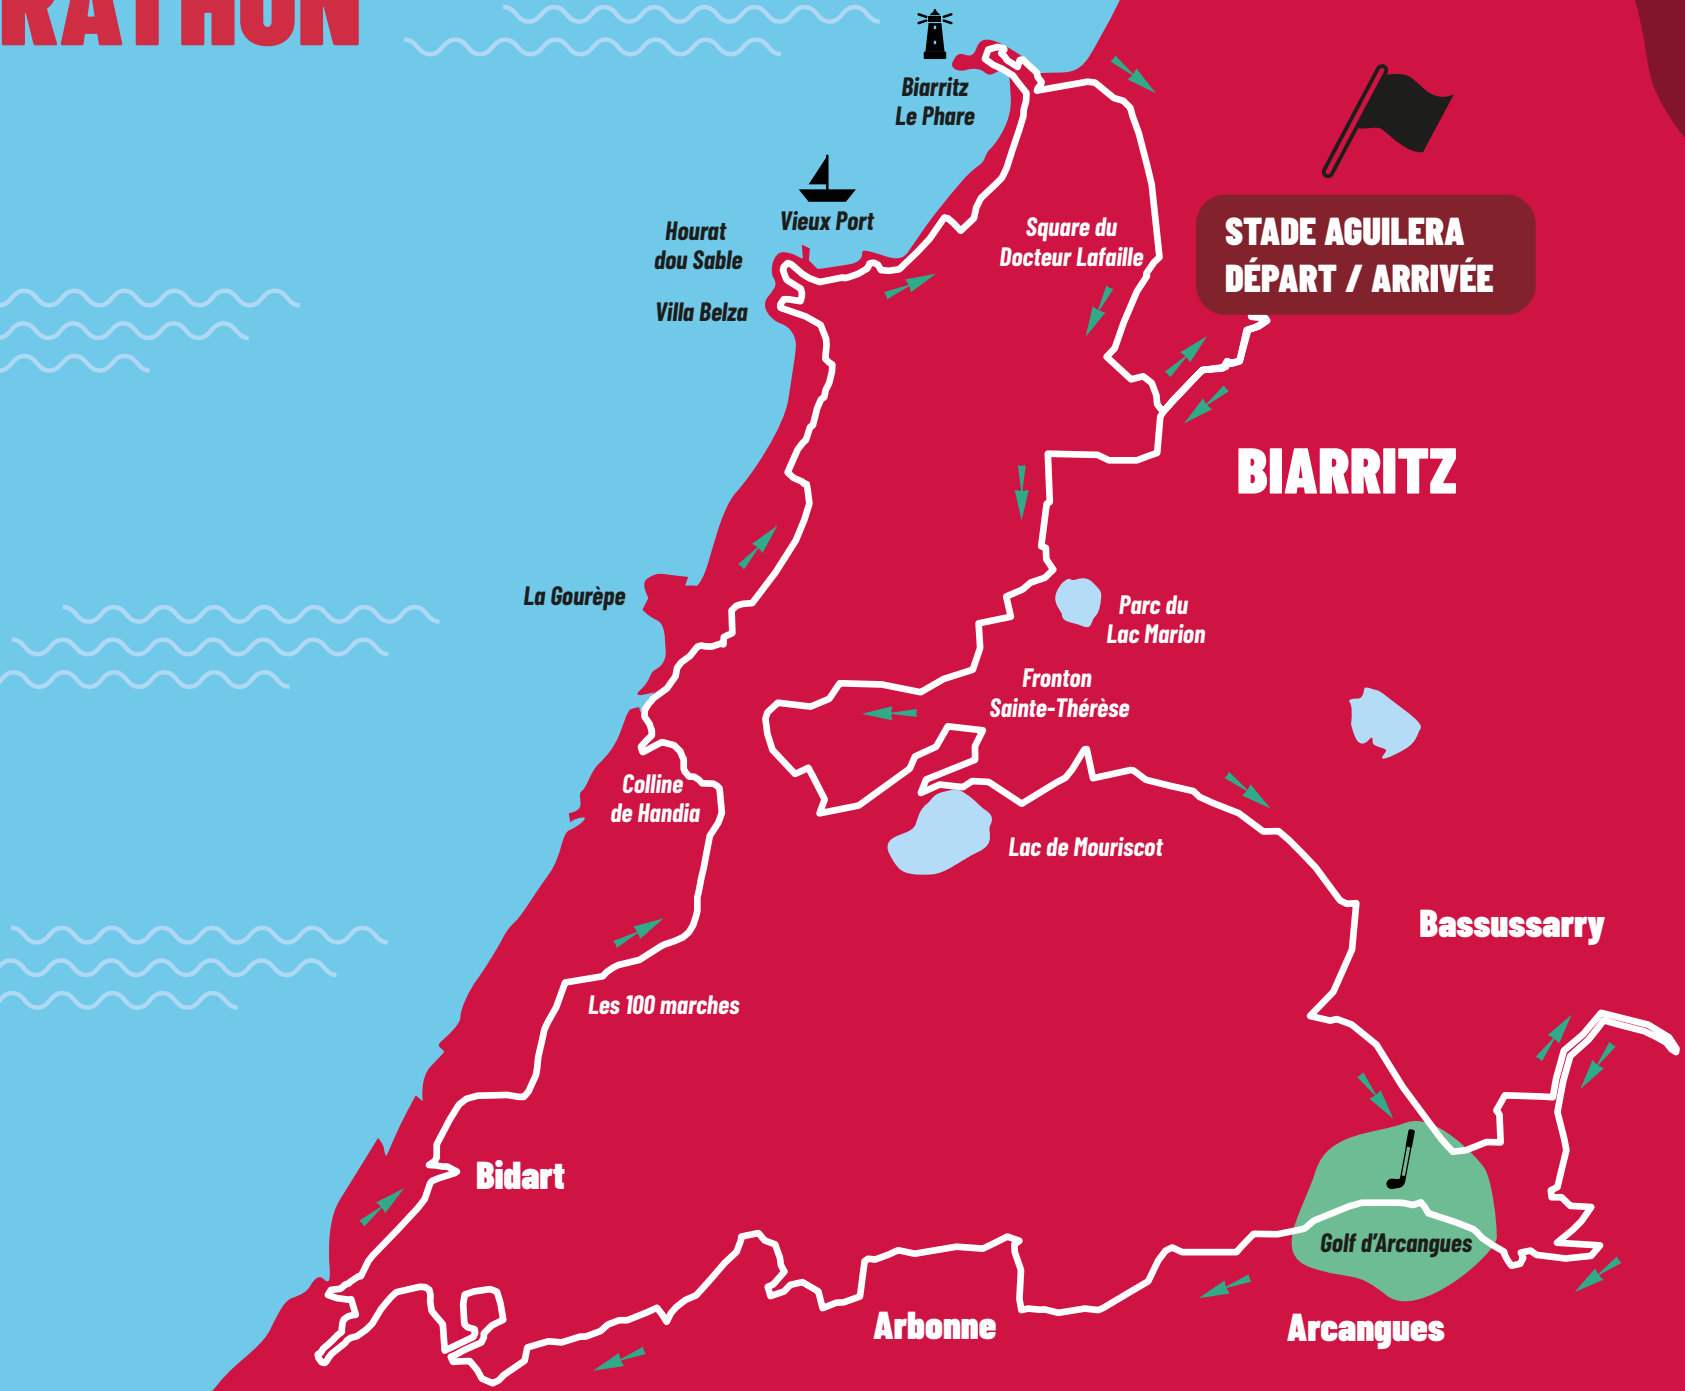 RATHON
Biarritz
Le Phare
Vieux Port
Hourat
dou Sable
Villa Belza
Square du
Docteur Lafaille
STADE AGUILERA
DÉPART / ARRIVÉE
BIARRITZ
La Gourèpe
Parc du
Lac Marion
Fronton
Sainte-Thérèse
Colline
de Handia
Lac de Mouriscot
Bassussarry
Les 100 marches
Bidart
Golf d'Arcangues
Arbonne
Arcangues